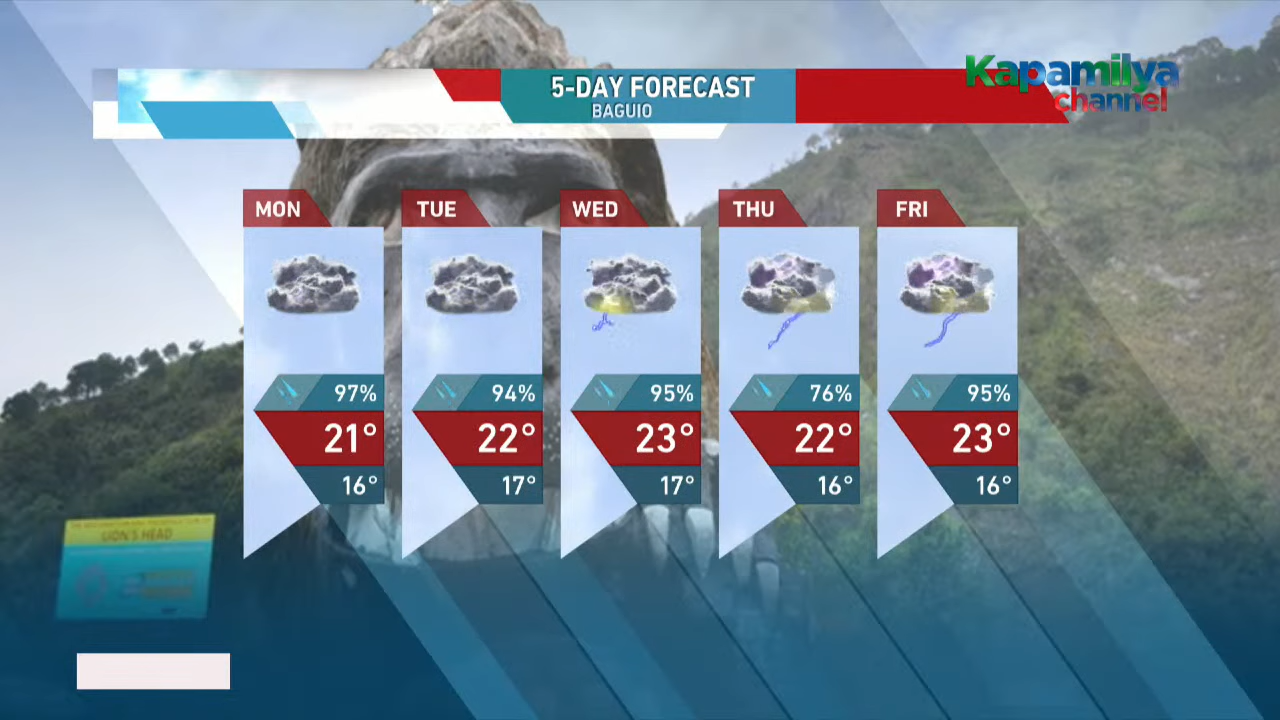 5-DAY FORECAST
BAGUIO
Kapamilya
channel
MON
TUE
WED
THU
FRI
97%
94%
95%
76%
95%
21°
22°
23°
22°
23°
16°
17°
17°
16°
16°
LION'S HEAD